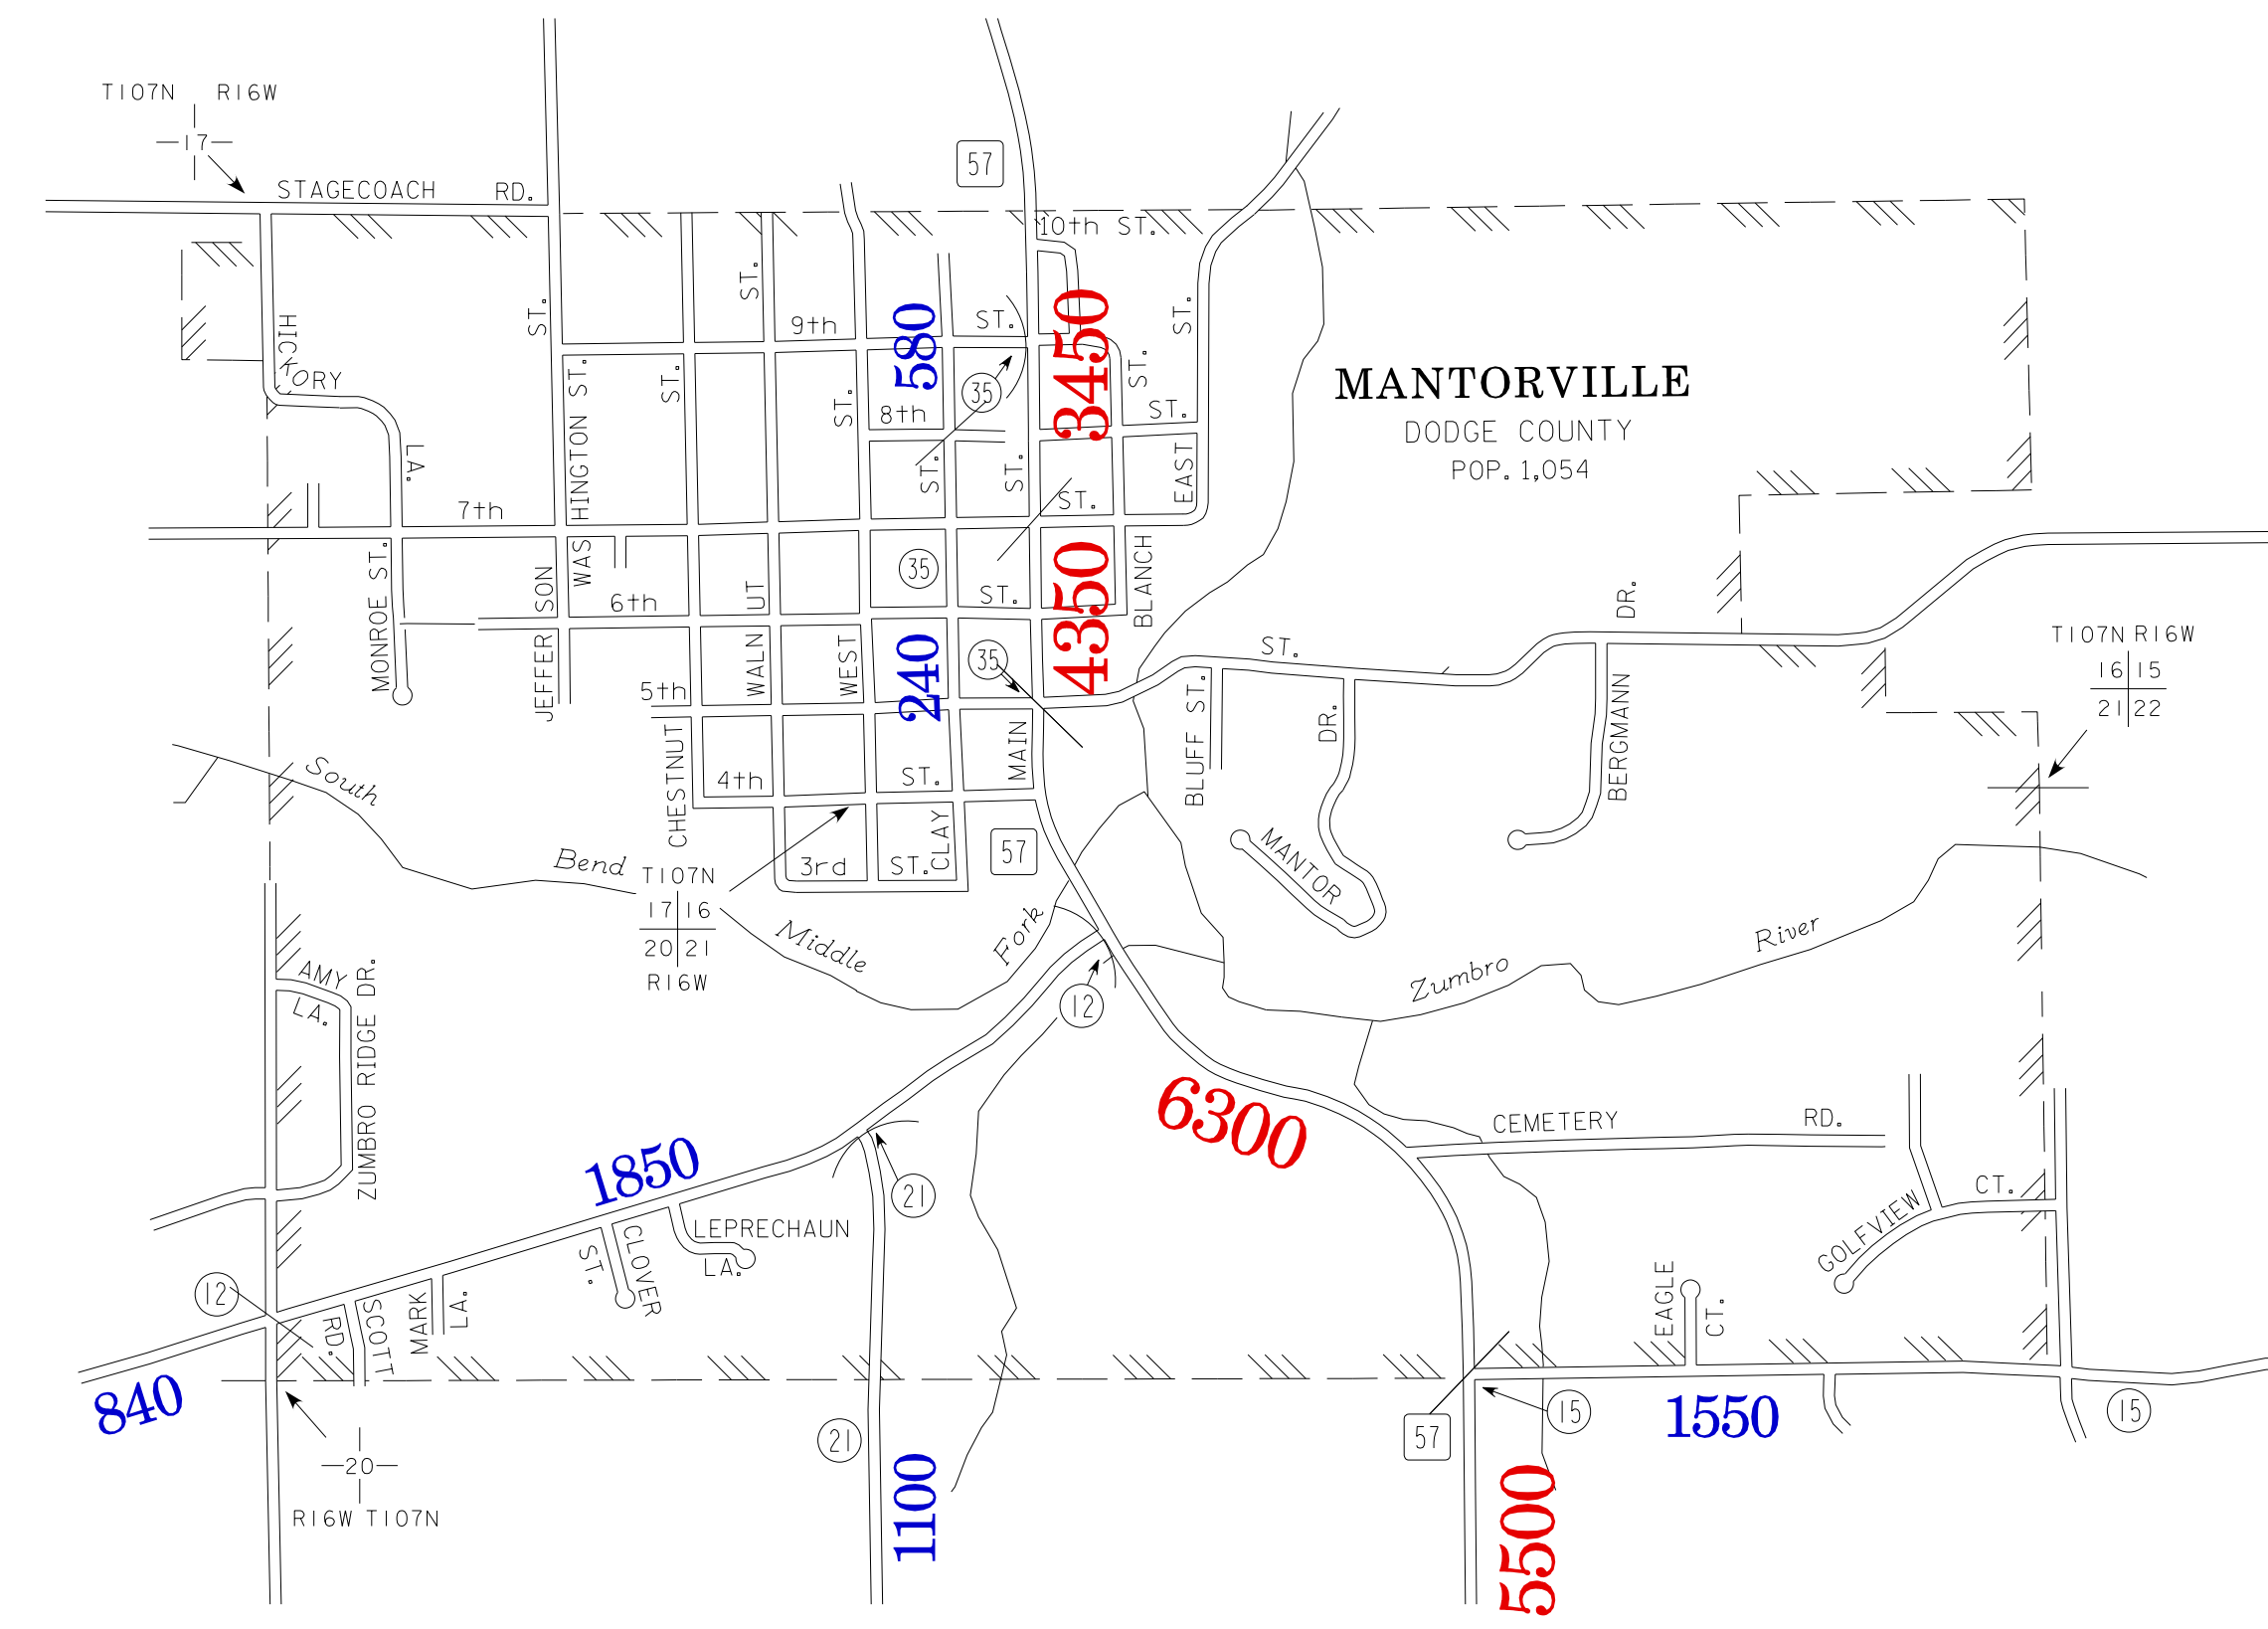 T107N R16W
17
STAGECOACH RD.
57
10th ST.
HICKORY LA.
ST.
ST.
9th ST.
580
3450
ST.
MANTORVILLE
DODGE COUNTY
POP. 1,054
HINGTON ST.
ST.
ST.
35
8th ST.
ST.
ST.
ST.
EAST
7th ST.
MONROE ST.
JEFFER SON
WAS
6th ST.
UT
35
4350
BLANCH
DR.
T107N R16W
16 15
21 22
5th ST.
WALN
WEST
240
35
BLUFF ST.
DR.
BERGMANN
South
CHESTNUT
4th ST.
MAIN
CLAY
57
MANTOR
Bend
T107N
17 16
20 21
R16W
3rd ST.
Middle
Fork
Zumbro
River
AMY
LA.
ZUMBRO RIDGE DR.
12
6300
CEMETERY RD.
1850
21
LEPRECHAUN
LA.
CLOVER
ST.
GOLFVIEW CT.
12
SCOTT
RD.
MARK
LA.
EAGLE
CT.
840
21
57
15
1550
15
20
R16W T107N
1100
5500